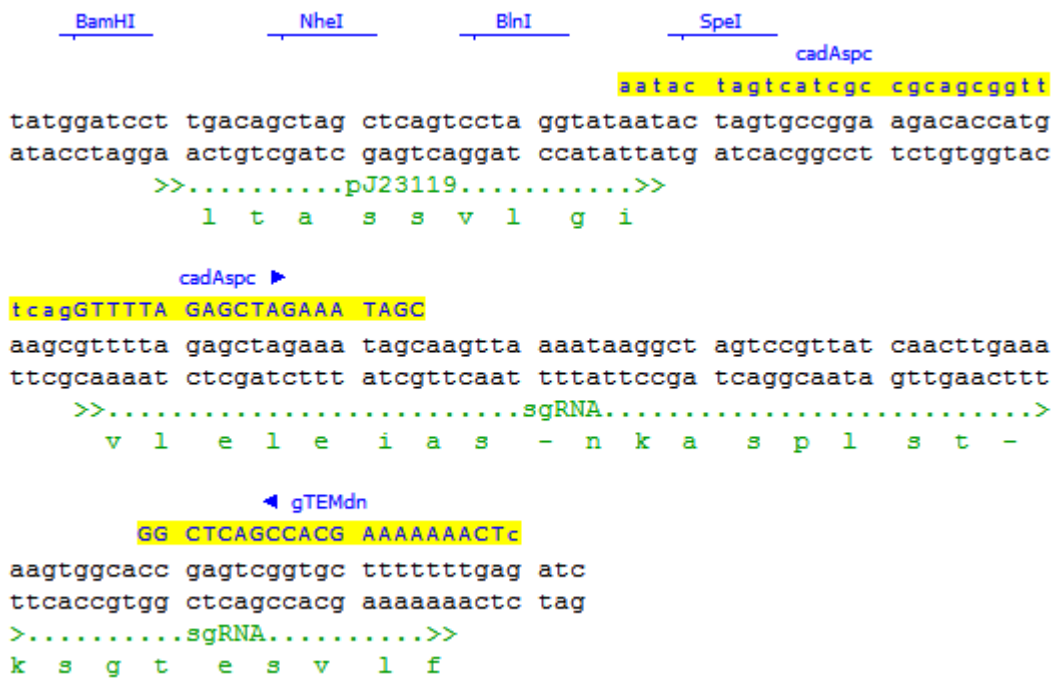 BamHI NheI BlnI SpeI
cadAspc
aatac tagtcatcgc cgcagcggtt
tatggatcct tgacagctag ctcagtccta ggtataatac tagtgccgga agacaccatg
atacctagga actgtcgatc gagtcaggat ccatattatg atcacggcct tctgtggtac
>>..........pJ23119...........>>
l t a s s v l g i
cadAspc ►
tcagGTTTTA GAGCTAGAAA TAGC
aagcgtttta gagctagaaa tagcaagtta aaataaggct agtccgttat caacttgaaa
ttcgcaaaat ctcgatcttt atcgttcaat tttattccga tcaggcaata gttgaacttt
>>..........................sgRNA...........................>
v l e l e i a s - n k a s p l s t -
◄ gTEMdn
GG CTCAGCCACG AAAAAAACTc
aagtggcacc gagtcggtgc tttttttgag atc
ttcaccgtgg ctcagccacg aaaaaaactc tag
>..........sgRNA..........>>
k s g t e s v l f